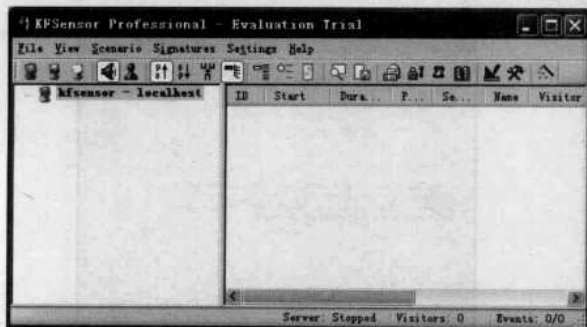 KFSensor Professional - Evaluation Trial
File View Scenario Signatures Settings Help
kfsensor - localhost
ID Start Dura... P... Se... Name Visitor
Server: Stopped Visitors: 0 Events: 0/0